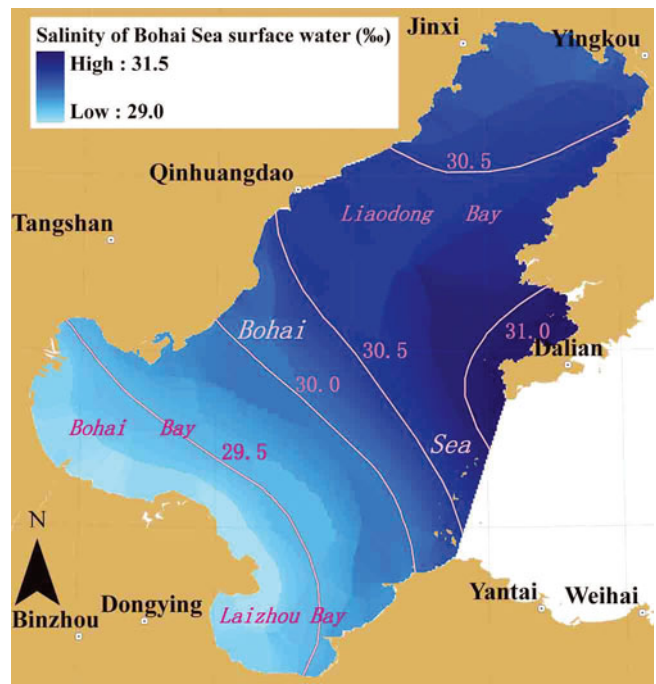 Salinity of Bohai Sea surface water (‰)
High : 31.5
Low : 29.0
Jinxi
Yingkou
30.5
Qinhuangdao
Liaodong Bay
Tangshan
Bohai
31.0
30.5
Dalian
30.0
Bohai Bay
Sea
29.5
N
Yantai
Weihai
Dongying
Laizhou Bay
Binzhou